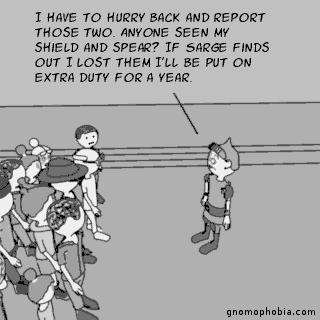 I HAVE TO HURRY BACK AND REPORT
THOSE TWO. ANYONE SEEN MY
SHIELD AND SPEAR? IF SARGE FINDS
OUT I LOST THEM I'LL BE PUT ON
EXTRA DUTY FOR A YEAR.
gnomophobia.com